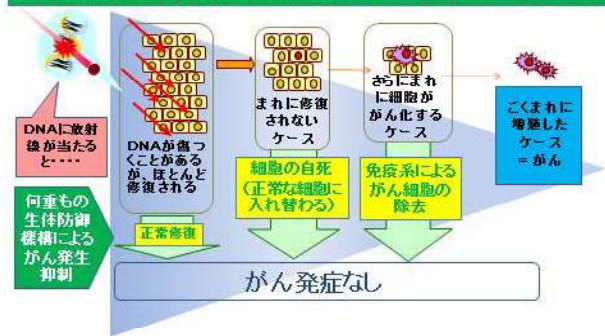 DNAに放射
線が当たる
と・・・・
DNAが傷つ
くことがある
が、ほとんど
修復される
まれに修復
されない
ケース
さらにまれ
に細胞が
がん化する
ケース
ごくまれに
増殖した
ケース
=がん
何重もの
生体防御
機構による
がん発生
抑制
正常修復
細胞の自死
(正常な細胞に
入れ替わる)
免疫系による
がん細胞の
除去
がん発症なし